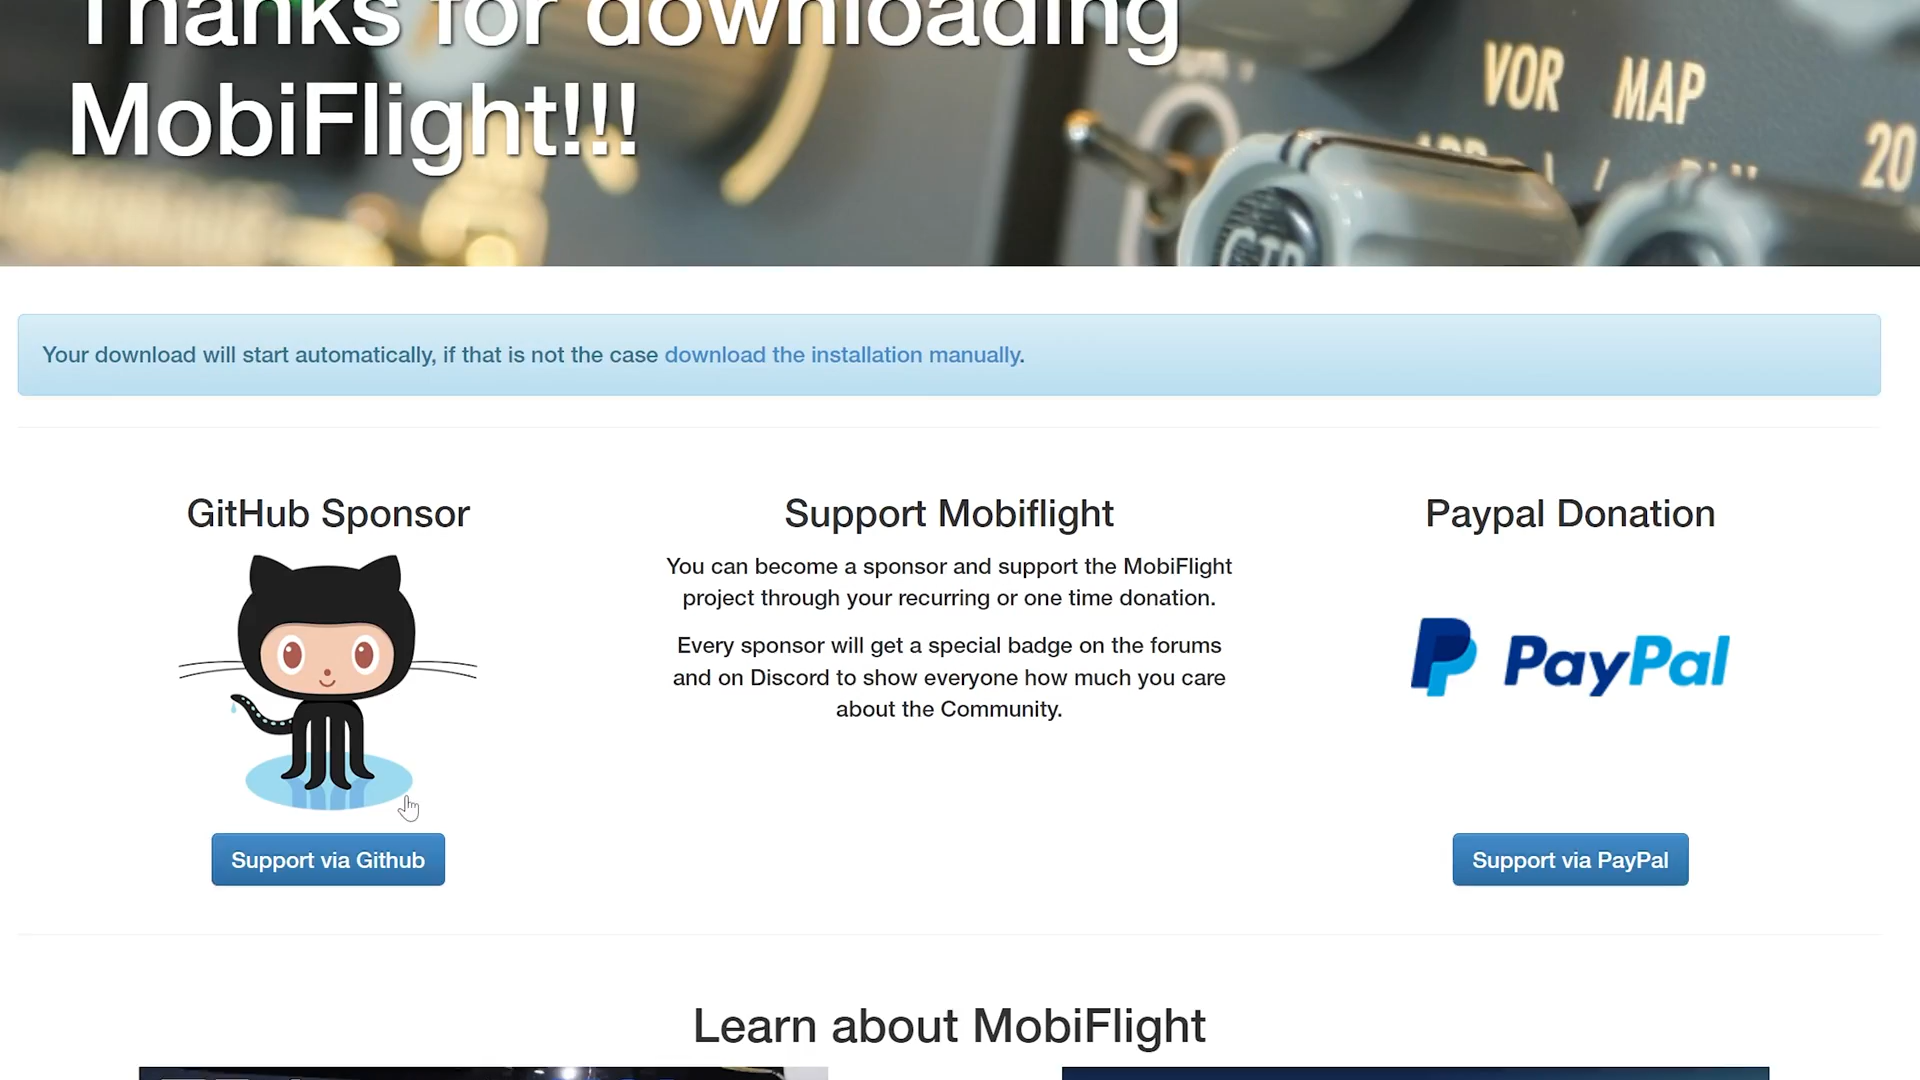 Thanks for downloading
MobiFlight!!!
VOR MAP
20
CTR
Your download will start automatically, if that is not the case download the installation manually.
GitHub Sponsor
Support Mobiflight
Paypal Donation
You can become a sponsor and support the MobiFlight
project through your recurring or one time donation.
Every sponsor will get a special badge on the forums
and on Discord to show everyone how much you care
about the Community.
PayPal
Support via Github
Support via PayPal
Learn about MobiFlight